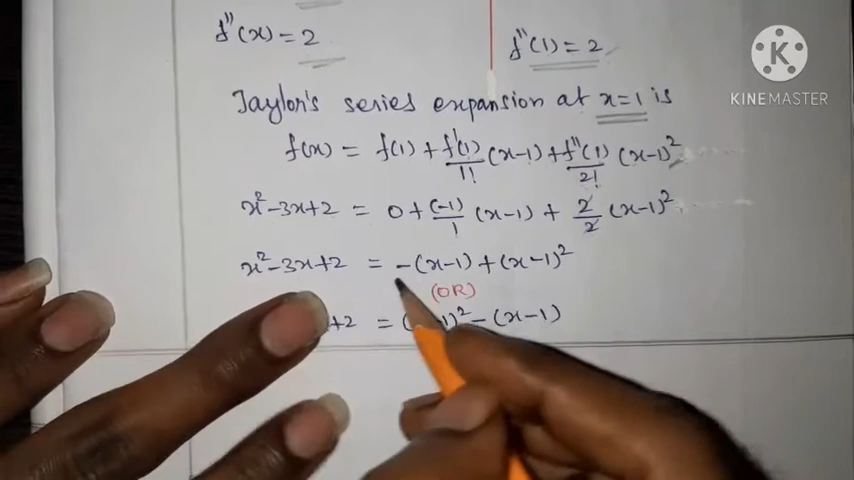 f''(x) = 2
f''(1) = 2
Taylor's series expansion at x=1 is
f(x) = f(1) + f'(1)/1! (x-1) + f''(1)/2! (x-1)² ....
x²-3x+2 = 0 + (-1)/1 (x-1) + 2/2 (x-1)² ....
x²-3x+2 = -(x-1) + (x-1)²
(OR)
+2 = (1)² - (x-1)
K
KINEMASTER